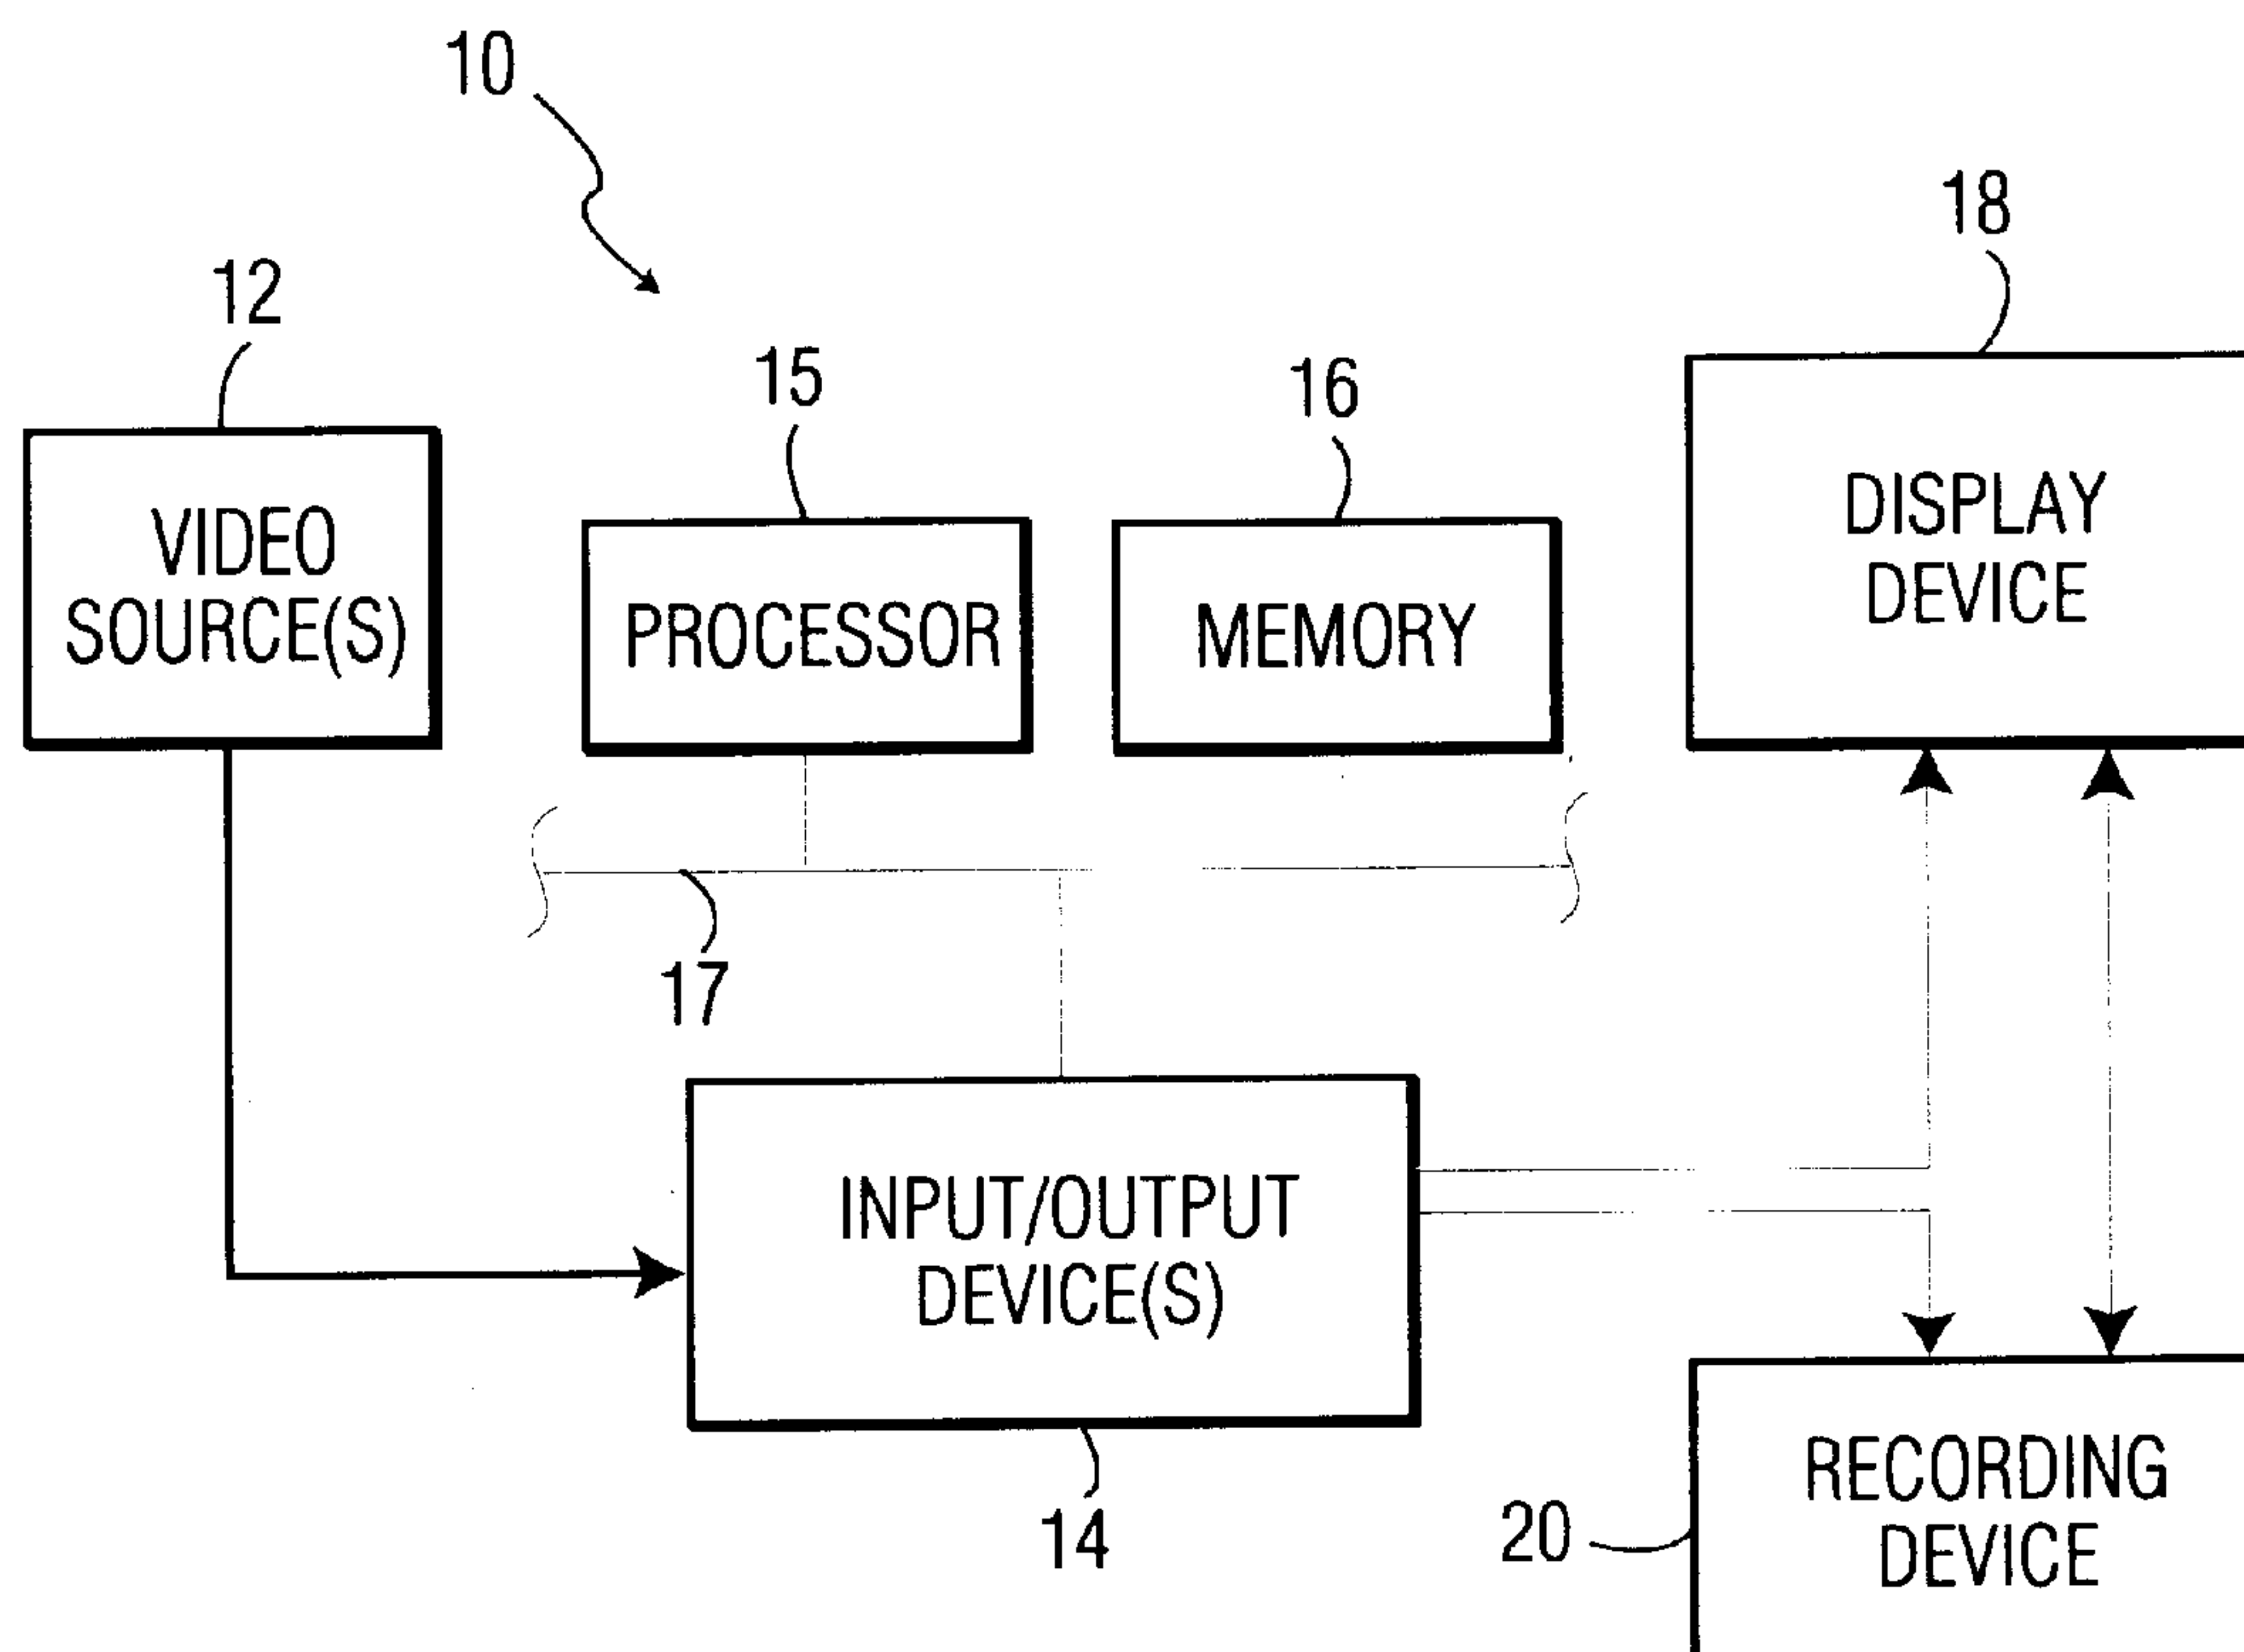 10
18
12
15
16
VIDEO
SOURCE(S)
PROCESSOR
MEMORY
DISPLAY
DEVICE
17
INPUT/OUTPUT
DEVICE(S)
14
20
RECORDING
DEVICE